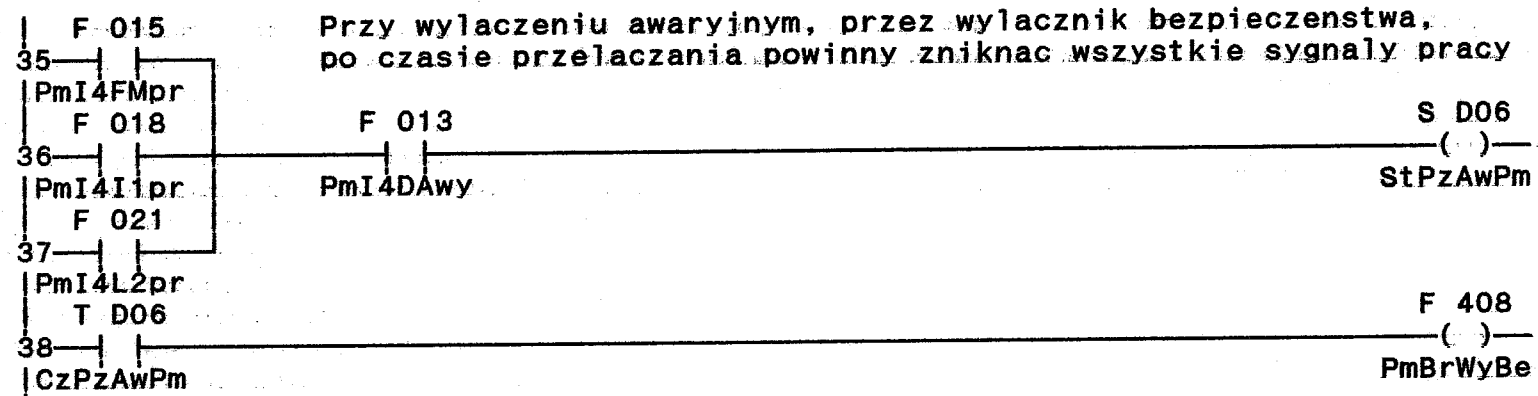 F 015 Przy wylaczeniu awaryjnym, przez wylacznik bezpieczenstwa,
35 po czasie przelaczania powinny zniknac wszystkie sygnaly pracy
PmI4FMpr
F 018 F 013 S D06
36 ( )
PmI4I1pr PmI4DAwy StPzAwPm
F 021
37
PmI4L2pr
T D06 F 408
38 ( )
CzPzAwPm PmBrWyBe